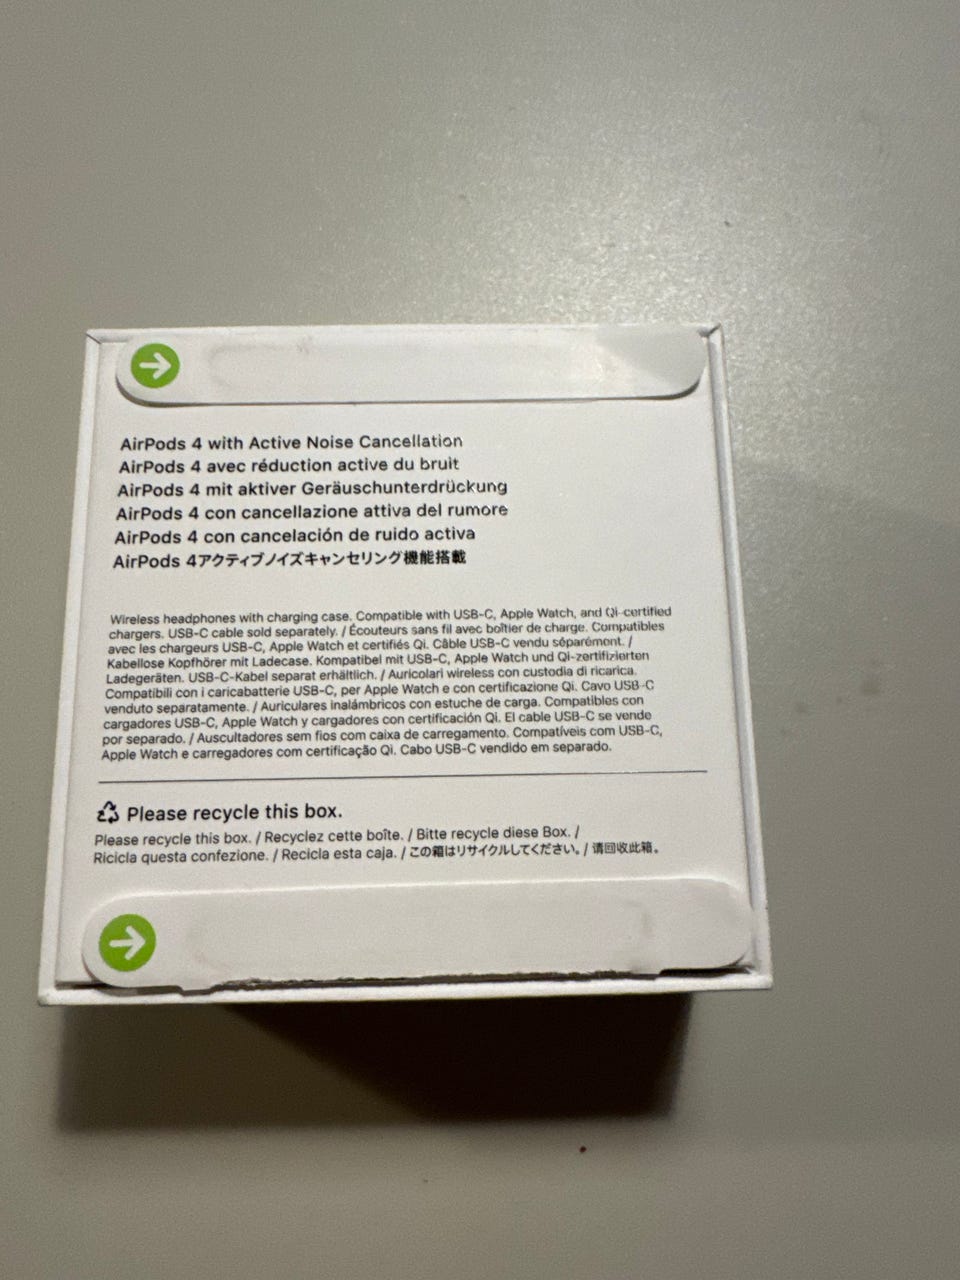 AirPods 4 with Active Noise Cancellation
AirPods 4 avec réduction active du bruit
AirPods 4 mit aktiver Geräuschunterdrückung
AirPods 4 con cancellazione attiva del rumore
AirPods 4 con cancelación de ruido activa
AirPods 4アクティブノイズキャンセリング機能搭載
Wireless headphones with charging case. Compatible with USB-C, Apple Watch, and Qi-certified
chargers. USB-C cable sold separately. / Écouteurs sans fil avec boîtier de charge. Compatibles
avec les chargeurs USB-C, Apple Watch et certifiés Qi. Câble USB-C vendu séparément. /
Kabellose Kopfhörer mit Ladecase. Kompatibel mit USB-C, Apple Watch und Qi-zertifizierten
Ladegeräten. USB-C-Kabel separat erhältlich. / Auricolari wireless con custodia di ricarica.
Compatibili con i caricabatterie USB-C, per Apple Watch e con certificazione Qi. Cavo USB-C
venduto separatamente. / Auriculares inalámbricos con estuche de carga. Compatibles con
cargadores USB-C, Apple Watch y cargadores con certificación Qi. El cable USB-C se vende
por separado. / Auscultadores sem fios com caixa de carregamento. Compatíveis com USB-C,
Apple Watch e carregadores com certificação Qi. Cabo USB-C vendido em separado.
Please recycle this box.
Please recycle this box. / Recyclez cette boîte. / Bitte recycle diese Box. /
Ricicla questa confezione. / Recicla esta caja. / この箱はリサイクルしてください。/ 请回收此箱。